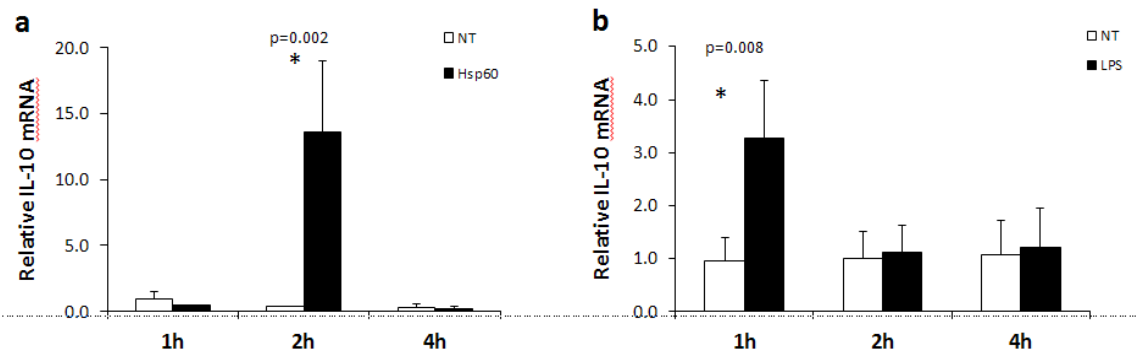 a
20.0
15.0
10.0
5.0
0.0
Relative IL-10 mRNA
p=0.002
*
NT
Hsp60
1h 2h 4h
b
5.0
4.0
3.0
2.0
1.0
0.0
Relative IL-10 mRNA
p=0.008
*
NT
LPS
1h 2h 4h